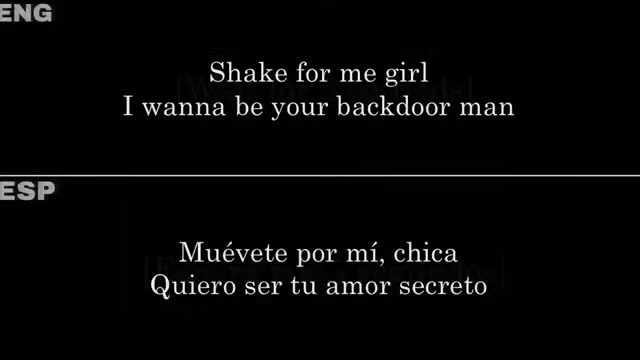 ENG
Shake for me girl
I wanna be your backdoor man
ESP
Muévete por mí, chica
Quiero ser tu amor secreto